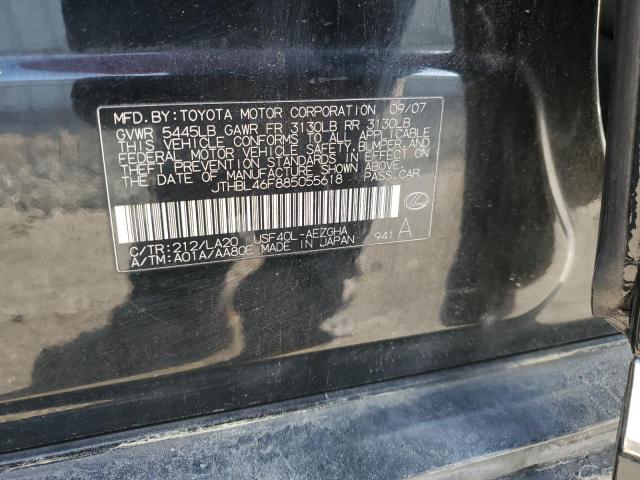 MFD. BY: TOYOTA MOTOR CORPORATION 09/07
GVWR 5445LB GAWR FR 3130LB RR 3130LB
THIS VEHICLE CONFORMS TO ALL APPLICABLE
FEDERAL MOTOR VEHICLE SAFETY, BUMPER, AND
THEFT PREVENTION STANDARDS IN EFFECT ON
THE DATE OF MANUFACTURE SHOWN ABOVE.
JTHBL46F885055618 PASS.CAR
C/TR:212/LA20 USF40L-AEZGHA
A/TM:A01A/AA80E MADE IN JAPAN 941 A